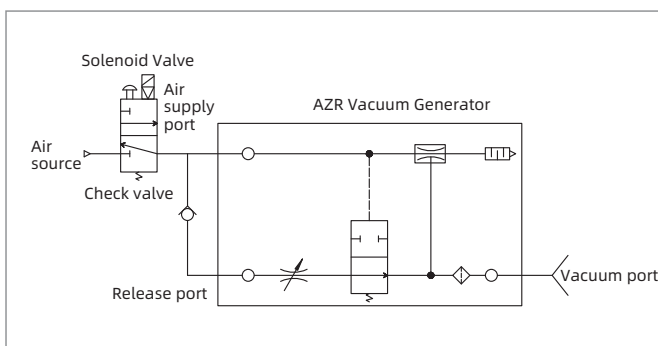 Solenoid Valve
Air
supply
port
AZR Vacuum Generator
Air
source
Check valve
Release port
Vacuum port